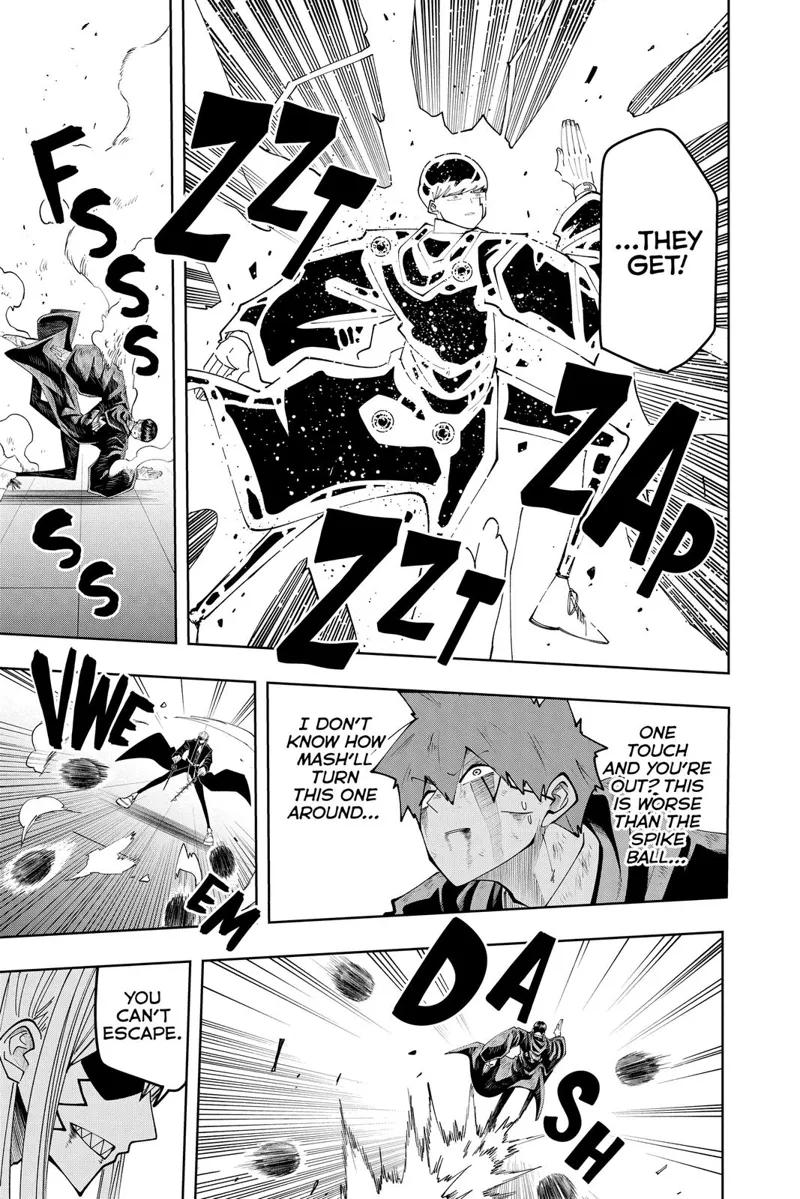 ...THEY
GET!
ZZT
ZAP
ZZT
FSSS
SS
ONE
TOUCH
AND YOU'RE
OUT? THIS
IS WORSE
THAN THE
SPIKE
BALL...
I DON'T
KNOW HOW
MASH'LL
TURN
THIS ONE
AROUND...
VWE
EM
DA
SH
YOU
CAN'T
ESCAPE.